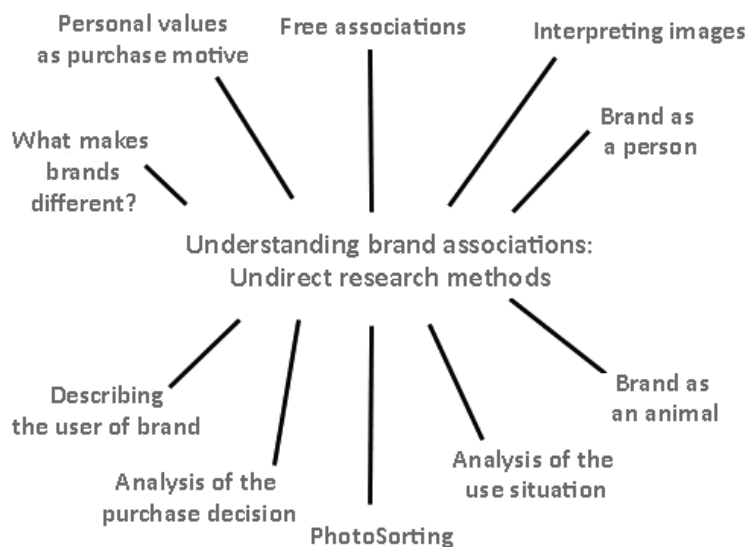 Personal values
as purchase motive
Free associations
Interpreting images
Brand as
a person
What makes
brands
different?
Understanding brand associations:
Undirect research methods
Describing
the user of brand
Analysis of the
purchase decision
PhotoSorting
Analysis of the
use situation
Brand as
an animal